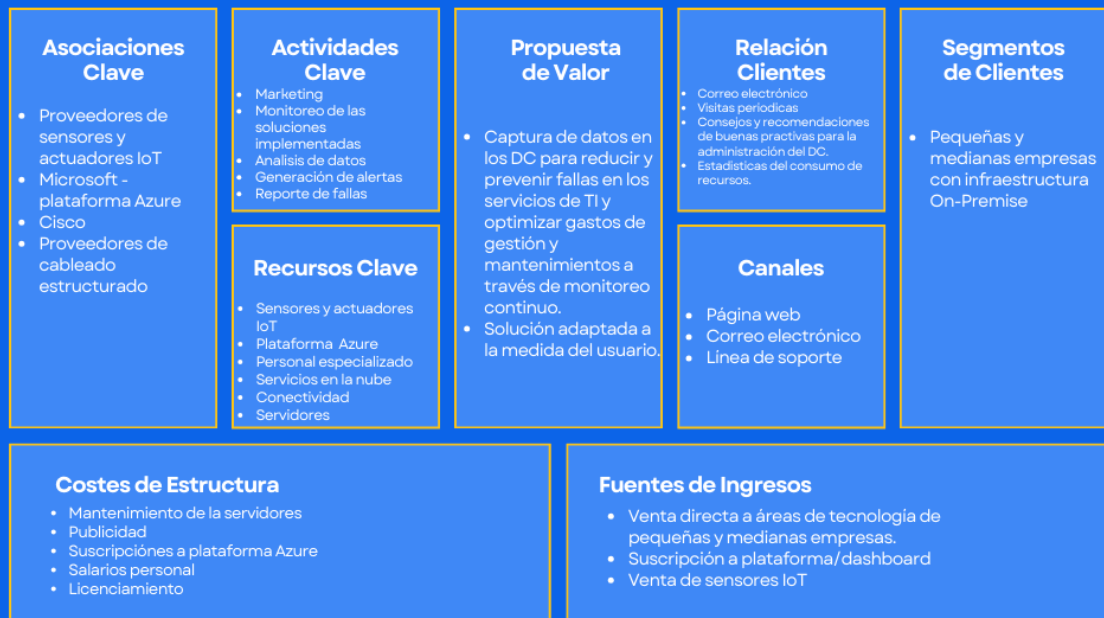 Asociaciones
Clave
Proveedores de
sensores y
actuadores IoT
Microsoft -
plataforma Azure
Cisco
Proveedores de
cableado
estructurado
Actividades
Clave
Marketing
Monitoreo de las
soluciones
implementadas
Analisis de datos
Generación de alertas
Reporte de fallas
Recursos Clave
Sensores y actuadores
IoT
Plataforma Azure
Personal especializado
Servicios en la nube
Conectividad
Servidores
Propuesta
de Valor
Captura de datos en
los DC para reducir y
prevenir fallas en los
servicios de TI y
optimizar gastos de
gestión y
mantenimientos a
través de monitoreo
continuo.
Solución adaptada a
la medida del usuario.
Relación
Clientes
Correo electrónico
Visitas periodicas
Consejos y recomendaciones
de buenas practivas para la
administración del DC.
Estadisticas del consumo de
recursos.
Canales
Página web
Correo electrónico
Linea de soporte
Segmentos
de Clientes
Pequeñas y
medianas empresas
con infraestructura
On-Premise
Costes de Estructura
Mantenimiento de la servidores
Publicidad
Suscripciónes a plataforma Azure
Salarios personal
Licenciamiento
Fuentes de Ingresos
Venta directa a áreas de tecnología de
pequeñas y medianas empresas.
Suscripción a plataforma/dashboard
Venta de sensores IoT